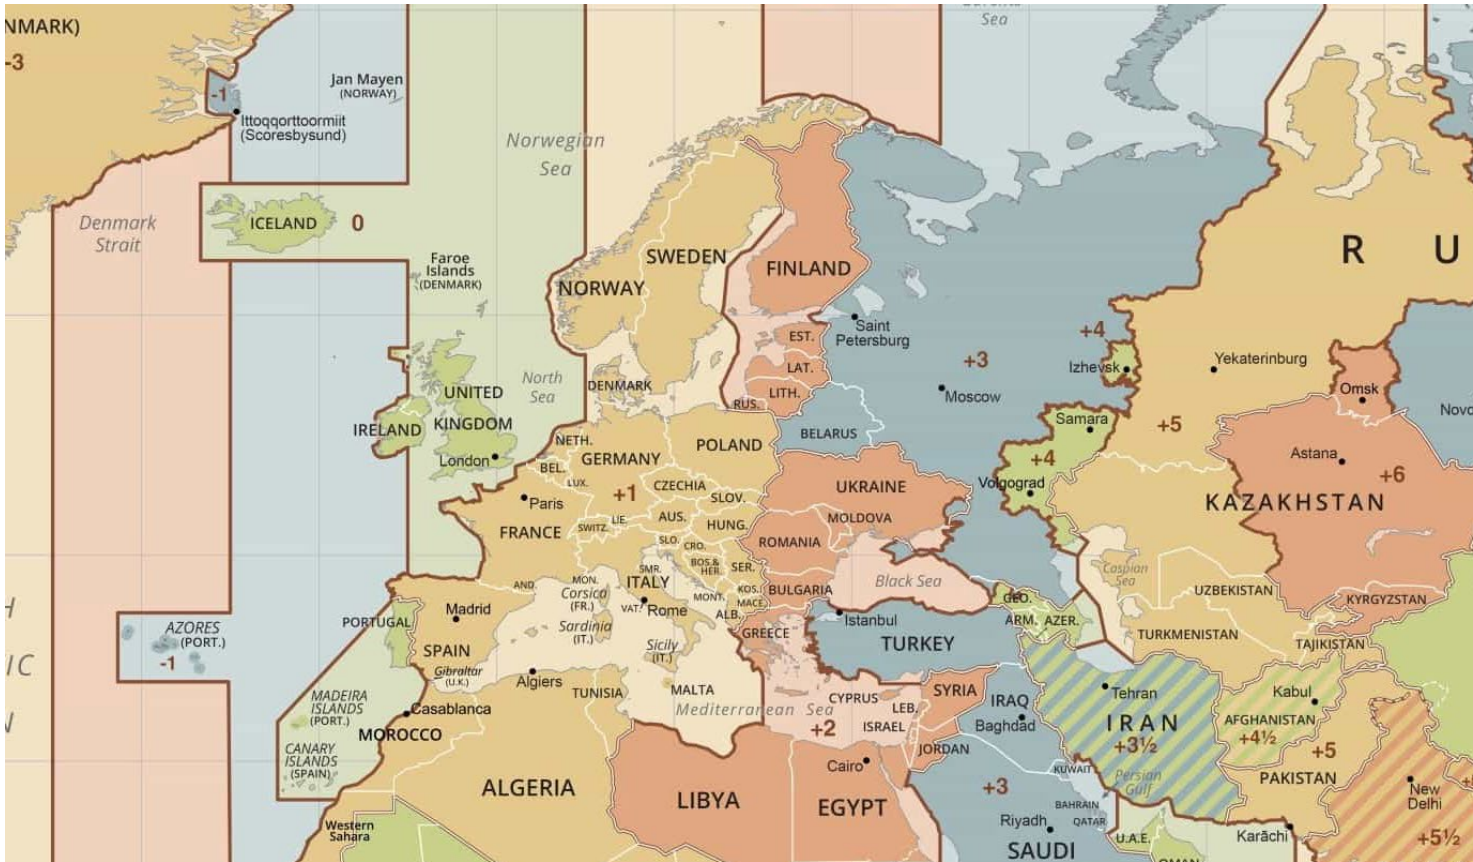 NMARK)
-3
Jan Mayen
(NORWAY)
-1
Ittoqqortoormiit
(Scoresbysund)
Norwegian
Sea
Sea
Denmark
Strait
ICELAND
0
Faroe
Islands
(DENMARK)
SWEDEN
NORWAY
FINLAND
R U
Saint
Petersburg
EST.
LAT.
LITH.
RUS.
+3
Moscow
+4
Izhevsk
Yekaterinburg
Omsk
Novo
North
Sea
DENMARK
UNITED
KINGDOM
IRELAND
London
NETH.
BEL.
LUX.
GERMANY
POLAND
BELARUS
Samara
+4
Volgograd
+5
Astana
+6
KAZAKHSTAN
Paris
FRANCE
+1
CZECHIA
SLOV.
LIE.
AUS.
SWITZ.
HUNG.
UKRAINE
MOLDOVA
ROMANIA
SLO.
CRO.
BOS.&
HER.
SER.
SMR.
ITALY
MON.
Corsica
(FR.)
AND.
MONT.
KOS.
MACE.
ALB.
BULGARIA
Black Sea
Caspian
Sea
UZBEKISTAN
KYRGYZSTAN
H
IC
N
AZORES
(PORT.)
-1
PORTUGAL
Madrid
SPAIN
Gibraltar
(U.K.)
VAT.
Rome
Sardinia
(IT.)
Sicily
(IT.)
GREECE
Istanbul
TURKEY
GEO.
ARM.
AZER.
TURKMENISTAN
TAJIKISTAN
Algiers
TUNISIA
MALTA
Mediterranean Sea
CYPRUS
LEB.
ISRAEL
SYRIA
+2
IRAQ
Baghdad
JORDAN
Tehran
IRAN
+3½
Kabul
AFGHANISTAN
+4½
+5
PAKISTAN
MADEIRA
ISLANDS
(PORT.)
Casablanca
MOROCCO
CANARY
ISLANDS
(SPAIN)
ALGERIA
LIBYA
Cairo
EGYPT
Western
Sahara
+3
KUWAIT
Persian
Gulf
BAHRAIN
QATAR
Riyadh
SAUDI
U.A.E.
OMAN
Karāchi
New
Delhi
+5½